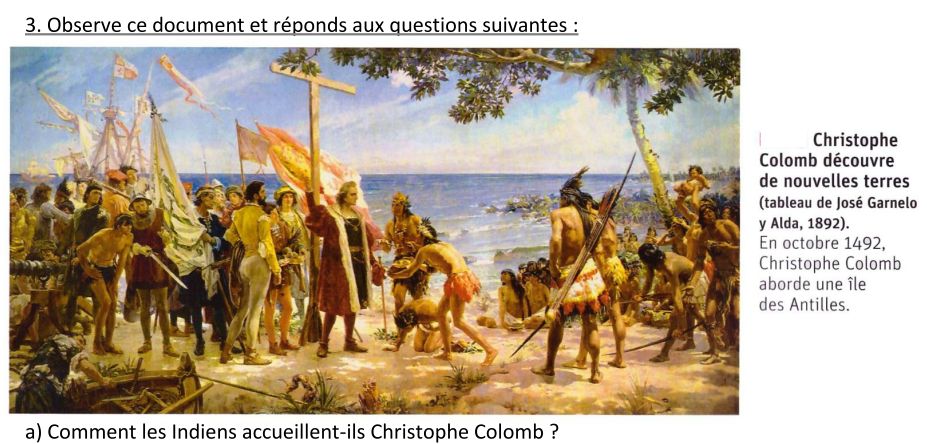 3. Observe ce document et réponds aux questions suivantes :
Christophe
Colomb découvre
de nouvelles terres
(tableau de José Garnelo
y Alda, 1892).
En octobre 1492,
Christophe Colomb
aborde une île
des Antilles.
a) Comment les Indiens accueillent-ils Christophe Colomb ?